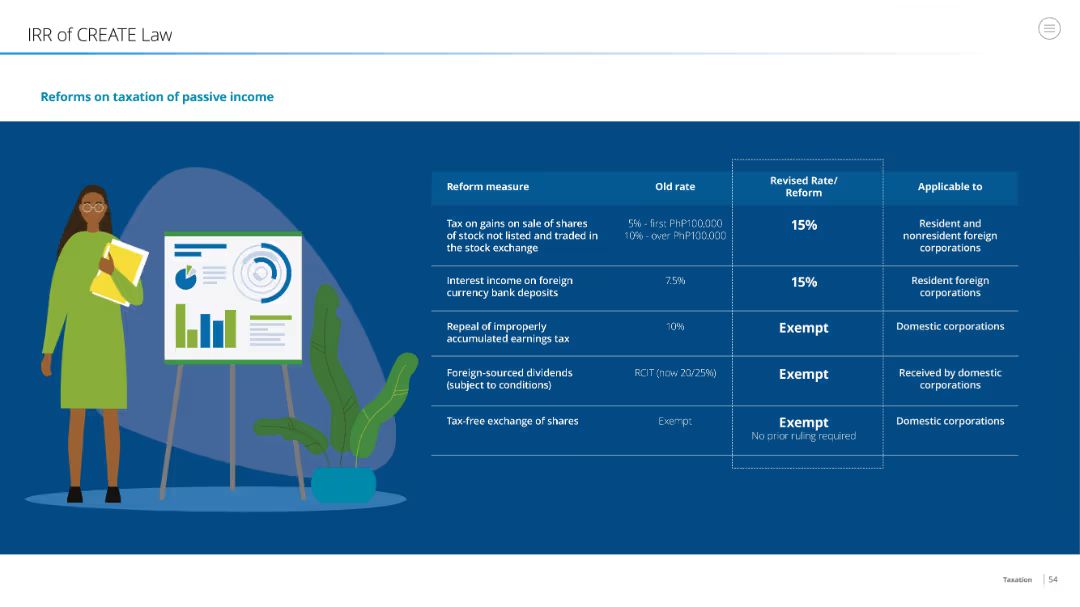 IRR of CREATE Law
Reforms on taxation of passive income
Reform measure
Old rate
Revised Rate/
Reform
Applicable to
Tax on gains on sale of shares
of stock not listed and traded in
the stock exchange
5% - first PhP100,000
10% - over PhP100,000
15%
Resident and
nonresident foreign
corporations
Interest income on foreign
currency bank deposits
7.5%
15%
Resident foreign
corporations
Repeal of improperly
accumulated earnings tax
10%
Exempt
Domestic corporations
Foreign-sourced dividends
(subject to conditions)
RCIT (now 20/25%)
Exempt
Received by domestic
corporations
Tax-free exchange of shares
Exempt
Exempt
No prior ruling required
Domestic corporations
Taxation
54